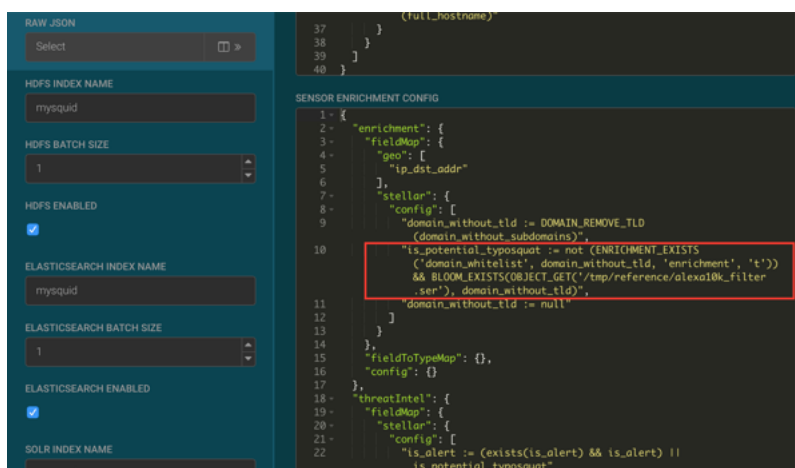 RAW JSON
Select
HDFS INDEX NAME
mysquid
HDFS BATCH SIZE
1
HDFS ENABLED
ELASTICSEARCH INDEX NAME
mysquid
ELASTICSEARCH BATCH SIZE
1
ELASTICSEARCH ENABLED
SOLR INDEX NAME
(full_hostname)"
37 }
38 }
39 ]
40 }
SENSOR ENRICHMENT CONFIG
1 {
2 "enrichment": {
3 "fieldMap": {
4 "geo": [
5 "ip_dst_addr"
6 ],
7 "stellar": {
8 "config": [
9 "domain_without_tld := DOMAIN_REMOVE_TLD
(domain_without_subdomains)",
10 "is_potential_typosquat := not (ENRICHMENT_EXISTS
('domain_whitelist', domain_without_tld, 'enrichment', 't'))
&& BLOOM_EXISTS(OBJECT_GET('/tmp/reference/alexa10k_filter
.ser'), domain_without_tld)",
11 "domain_without_tld := null"
12 ]
13 }
14 },
15 "fieldToTypeMap": {},
16 "config": {}
17 },
18 "threatIntel": {
19 "fieldMap": {
20 "stellar": {
21 "config": [
22 "is_alert := (exists(is_alert) && is_alert) ||
is_potential_typosquat"